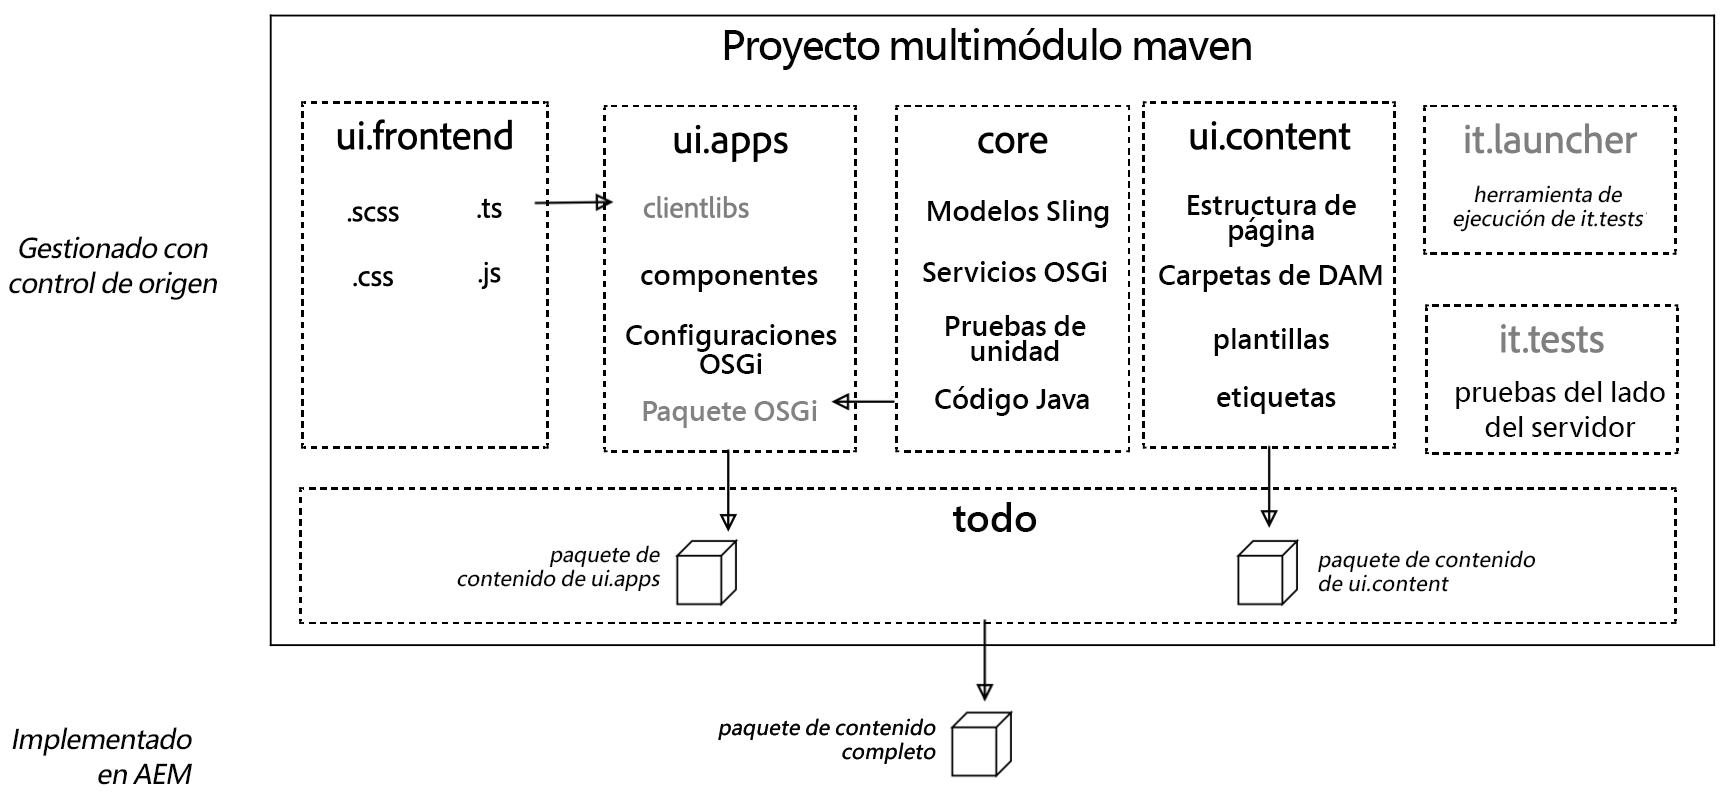 Proyecto multimódulo maven
Gestionado con
control de origen
ui.frontend
.scss
.ts
.css
.js
ui.apps
clientlibs
componentes
Configuraciones
OSGi
Paquete OSGi
core
Modelos Sling
Servicios OSGi
Pruebas de
unidad
Código Java
ui.content
Estructura de
página
Carpetas de DAM
plantillas
etiquetas
it.launcher
herramienta de
ejecución de it.tests
it.tests
pruebas del lado
del servidor
todo
paquete de
contenido de ui.apps
paquete de contenido
de ui.content
paquete de contenido
completo
Implementado
en AEM